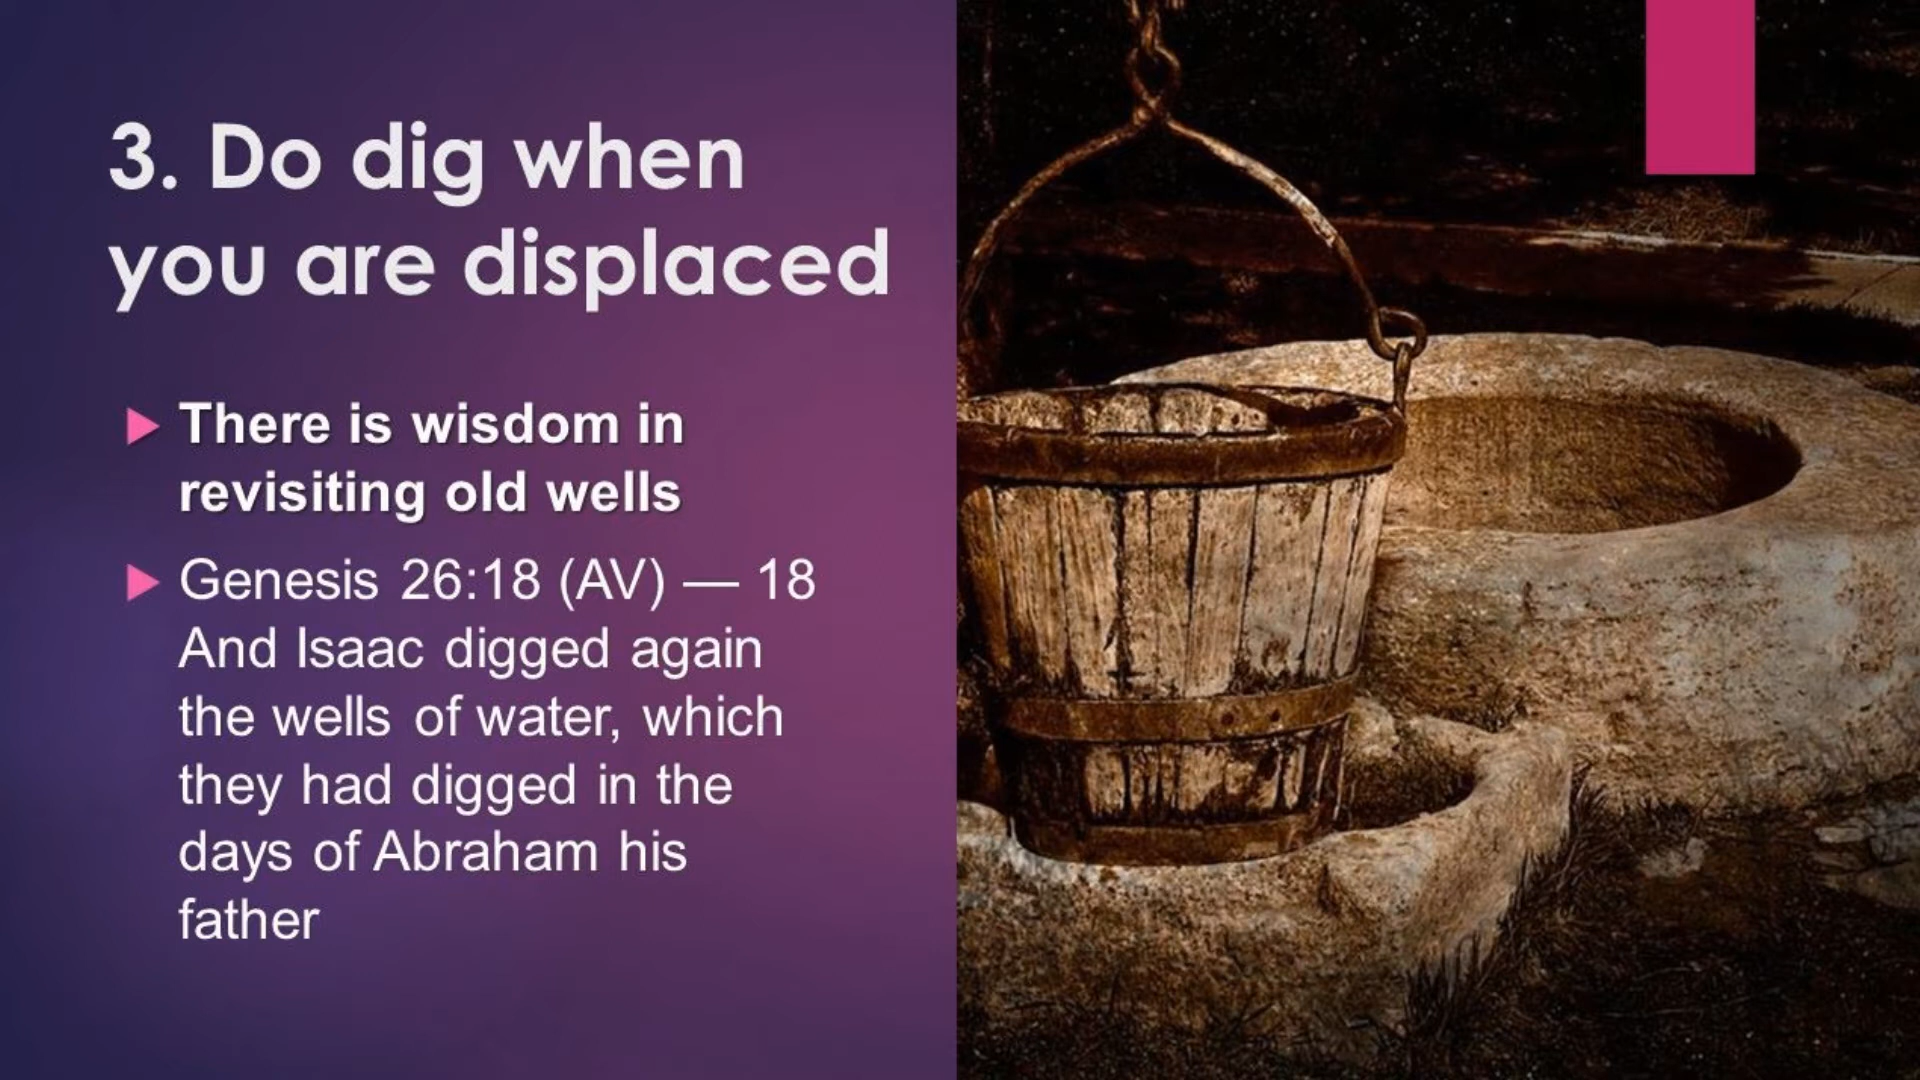 3. Do dig when
you are displaced
There is wisdom in
revisiting old wells
Genesis 26:18 (AV) — 18
And Isaac digged again
the wells of water, which
they had digged in the
days of Abraham his
father